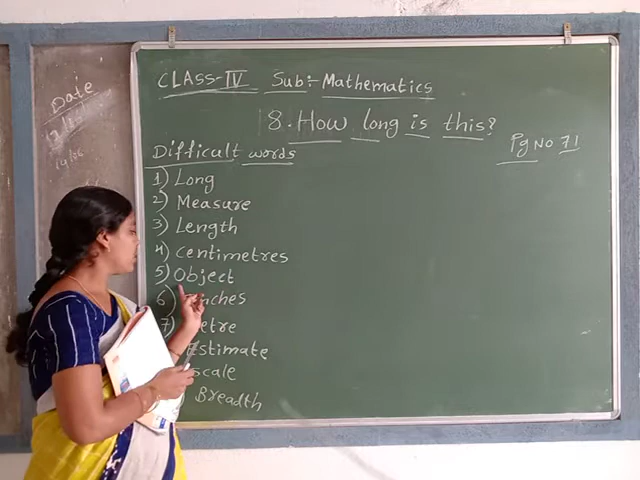 Date
CLASS-IV Sub:- Mathematics
8. How long is this?
Pg No 71
Difficult words
1) Long
2) Measure
3) Length
4) Centimetres
5) Object
6) Inches
7) Metre
Estimate
Scale
Breadth